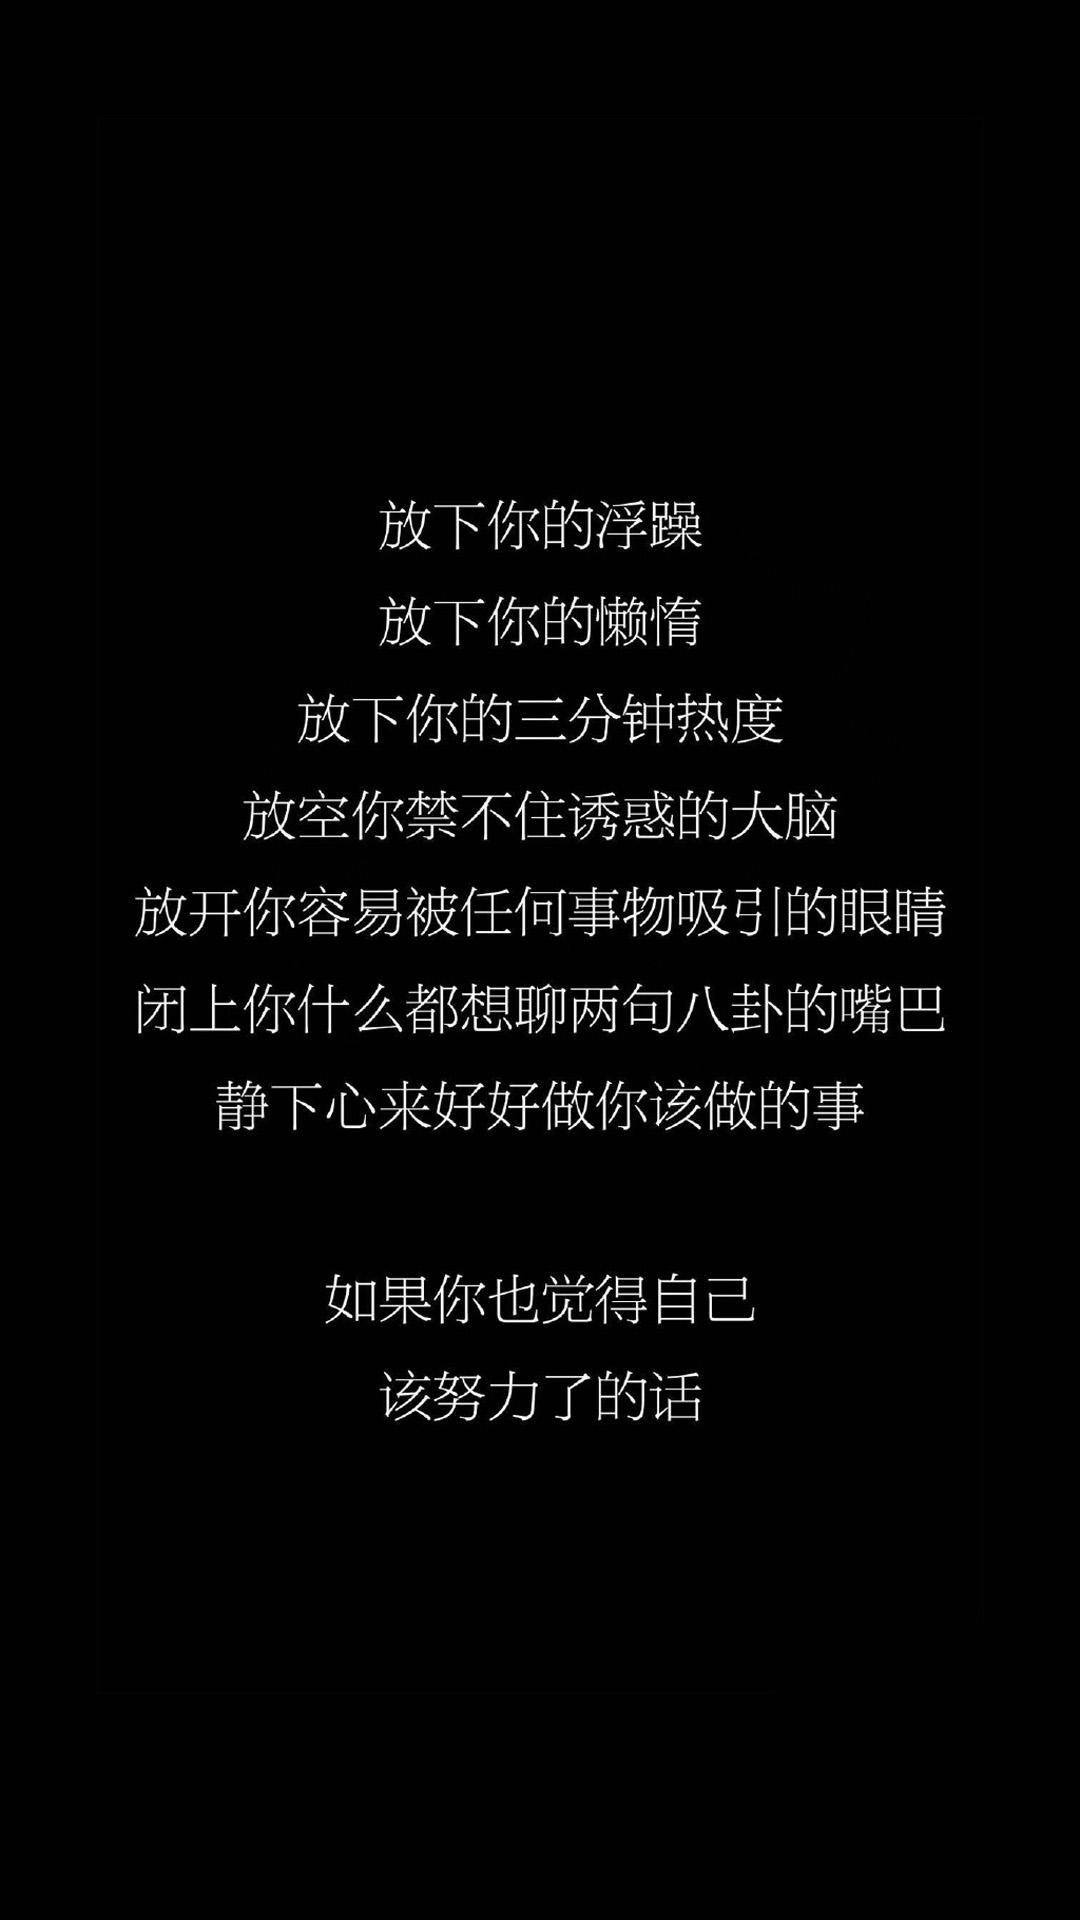 放下你的浮躁
放下你的懒惰
放下你的三分钟热度
放空你禁不住诱惑的大脑
放开你容易被任何事物吸引的眼睛
闭上你什么都想聊两句八卦的嘴巴
静下心来好好做你该做的事
如果你也觉得自己
该努力了的话